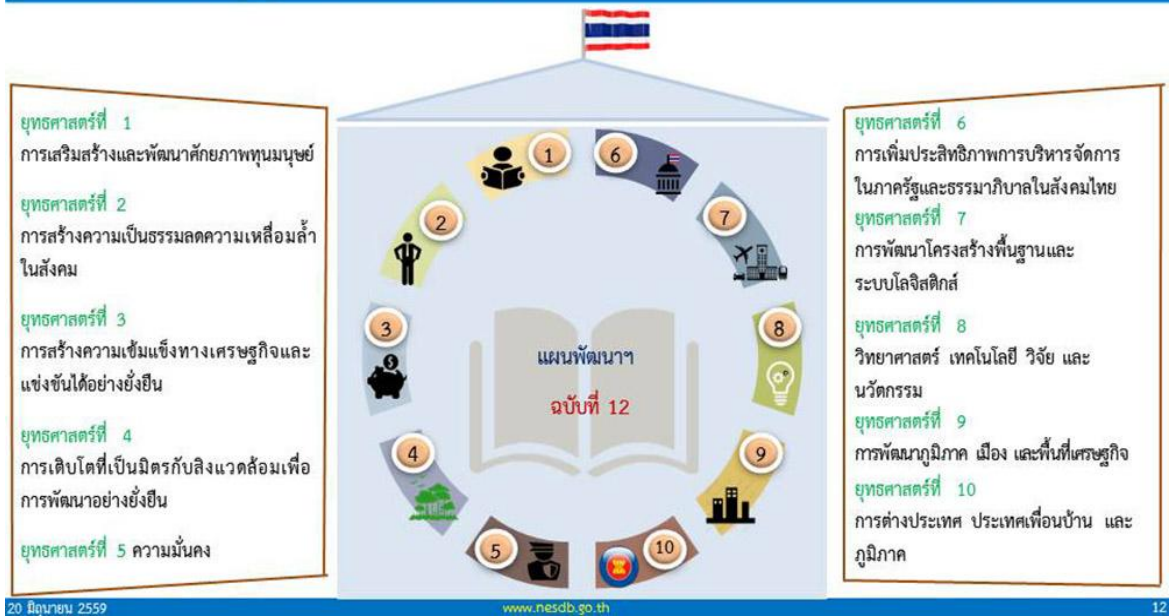 ยุทธศาสตร์ที่ 1
การเสริมสร้างและพัฒนาศักยภาพทุนมนุษย์
ยุทธศาสตร์ที่ 2
การสร้างความเป็นธรรมลดความเหลื่อมล้ำ
ในสังคม
ยุทธศาสตร์ที่ 3
การสร้างความเข้มแข็งทางเศรษฐกิจและ
แข่งขันได้อย่างยั่งยืน
ยุทธศาสตร์ที่ 4
การเติบโตที่เป็นมิตรกับสิ่งแวดล้อมเพื่อ
การพัฒนาอย่างยั่งยืน
ยุทธศาสตร์ที่ 5 ความมั่นคง
1
2
3
4
5
6
7
8
9
10
แผนพัฒนาฯ
ฉบับที่ 12
ยุทธศาสตร์ที่ 6
การเพิ่มประสิทธิภาพการบริหารจัดการ
ในภาครัฐและธรรมาภิบาลในสังคมไทย
ยุทธศาสตร์ที่ 7
การพัฒนาโครงสร้างพื้นฐานและ
ระบบโลจิสติกส์
ยุทธศาสตร์ที่ 8
วิทยาศาสตร์ เทคโนโลยี วิจัย และ
นวัตกรรม
ยุทธศาสตร์ที่ 9
การพัฒนาภูมิภาค เมือง และพื้นที่เศรษฐกิจ
ยุทธศาสตร์ที่ 10
การต่างประเทศ ประเทศเพื่อนบ้าน และ
ภูมิภาค
20 มิถุนายน 2559
www.nesdb.go.th
12